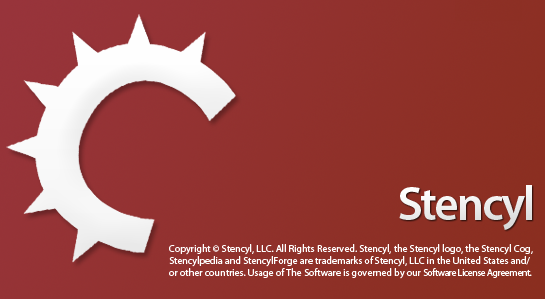 Stencyl
Copyright © Stencyl, LLC. All Rights Reserved. Stencyl, the Stencyl logo, the Stencyl Cog,
Stencylpedia and StencylForge are trademarks of Stencyl, LLC in the United States and/
or other countries. Usage of The Software is governed by our Software License Agreement.